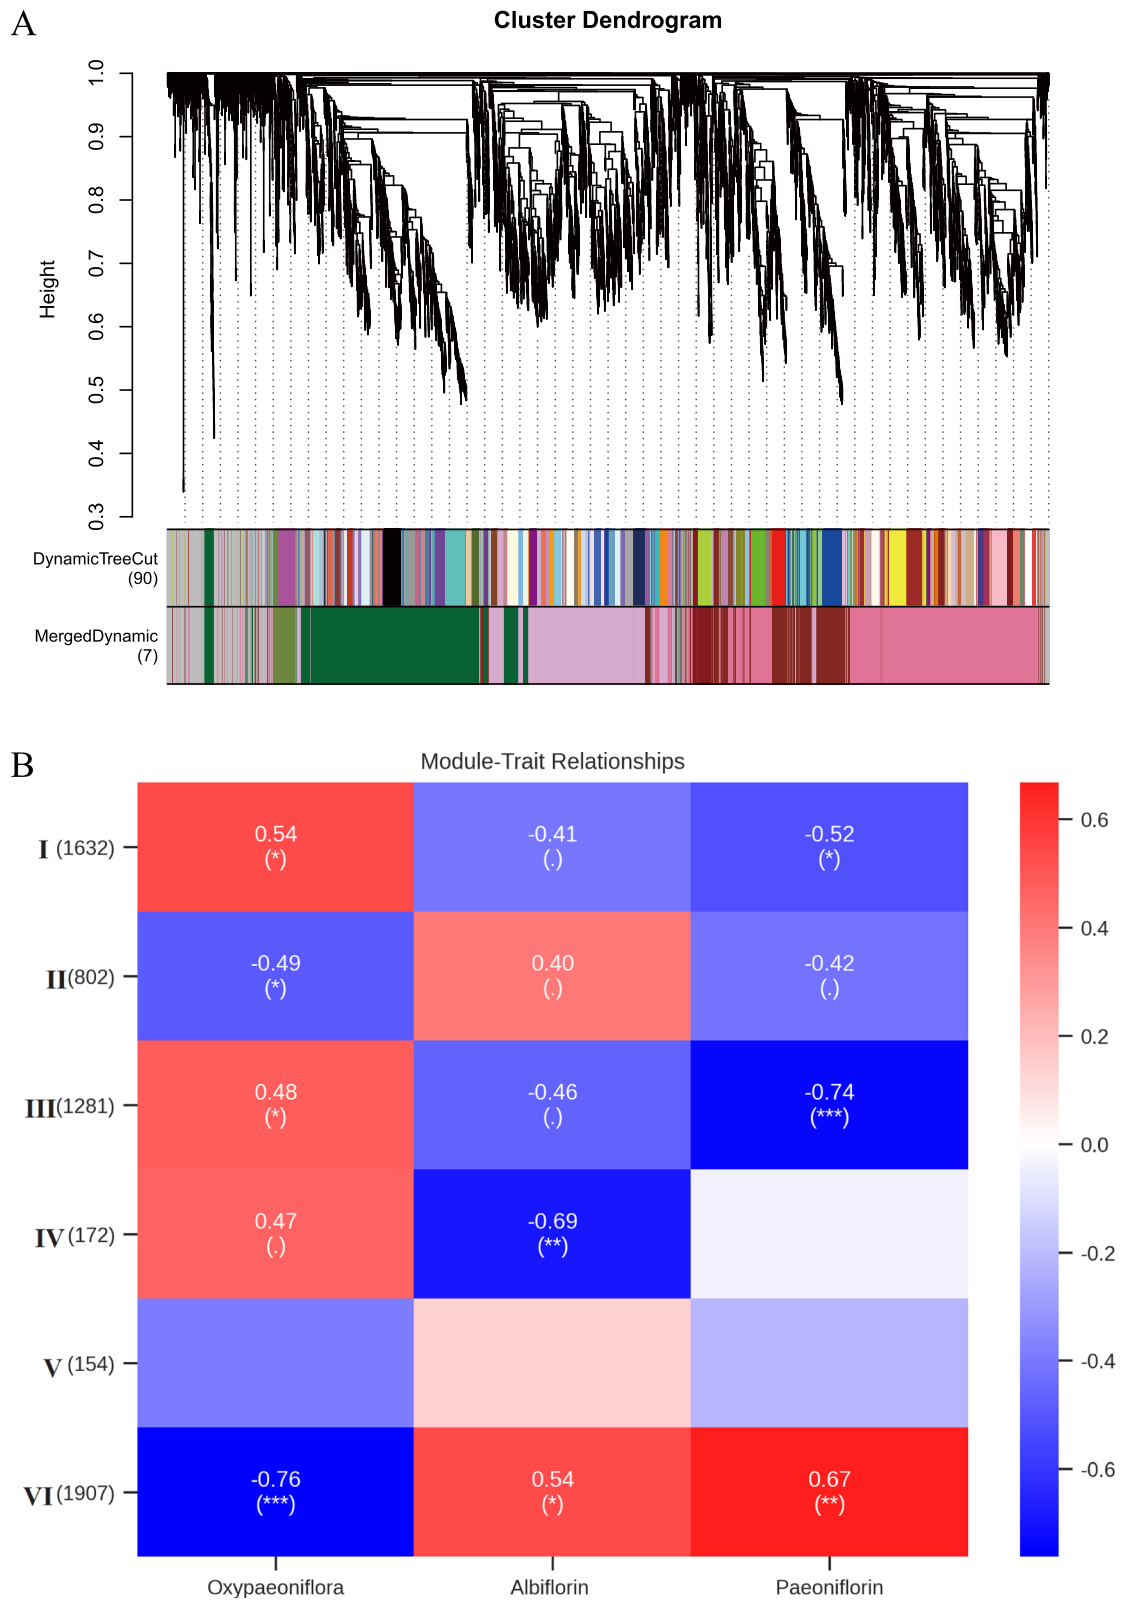 A
Cluster Dendrogram
Height
1.0
0.9
0.8
0.7
0.6
0.5
0.4
0.3
DynamicTreeCut
(90)
MergedDynamic
(7)
B
Module-Trait Relationships
I (1632)
0.54
(*)
-0.41
(.)
-0.52
(*)
II(802)
-0.49
(*)
0.40
(.)
-0.42
(.)
III(1281)
0.48
(*)
-0.46
(.)
-0.74
(***)
IV(172)
0.47
(.)
-0.69
(**)
V (154)
VI(1907)
-0.76
(***)
0.54
(*)
0.67
(**)
Oxypaeoniflora
Albiflorin
Paeoniflorin
0.6
0.4
0.2
0.0
-0.2
-0.4
-0.6